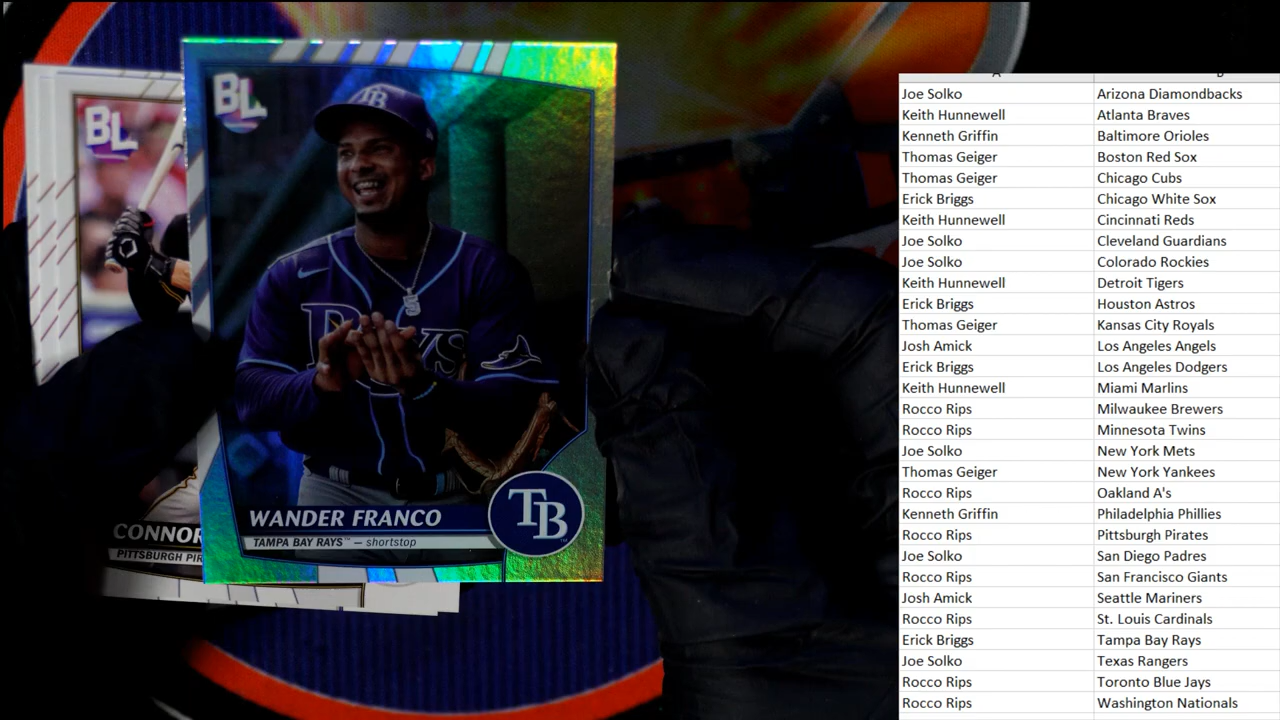 BL
BL
TB
Rays
WANDER FRANCO
TAMPA BAY RAYS™ — shortstop
TB
CONNOR
PITTSBURGH PIR
Joe Solko Arizona Diamondbacks
Keith Hunnewell Atlanta Braves
Kenneth Griffin Baltimore Orioles
Thomas Geiger Boston Red Sox
Thomas Geiger Chicago Cubs
Erick Briggs Chicago White Sox
Keith Hunnewell Cincinnati Reds
Joe Solko Cleveland Guardians
Joe Solko Colorado Rockies
Keith Hunnewell Detroit Tigers
Erick Briggs Houston Astros
Thomas Geiger Kansas City Royals
Josh Amick Los Angeles Angels
Erick Briggs Los Angeles Dodgers
Keith Hunnewell Miami Marlins
Rocco Rips Milwaukee Brewers
Rocco Rips Minnesota Twins
Joe Solko New York Mets
Thomas Geiger New York Yankees
Rocco Rips Oakland A's
Kenneth Griffin Philadelphia Phillies
Rocco Rips Pittsburgh Pirates
Joe Solko San Diego Padres
Rocco Rips San Francisco Giants
Josh Amick Seattle Mariners
Rocco Rips St. Louis Cardinals
Erick Briggs Tampa Bay Rays
Joe Solko Texas Rangers
Rocco Rips Toronto Blue Jays
Rocco Rips Washington Nationals